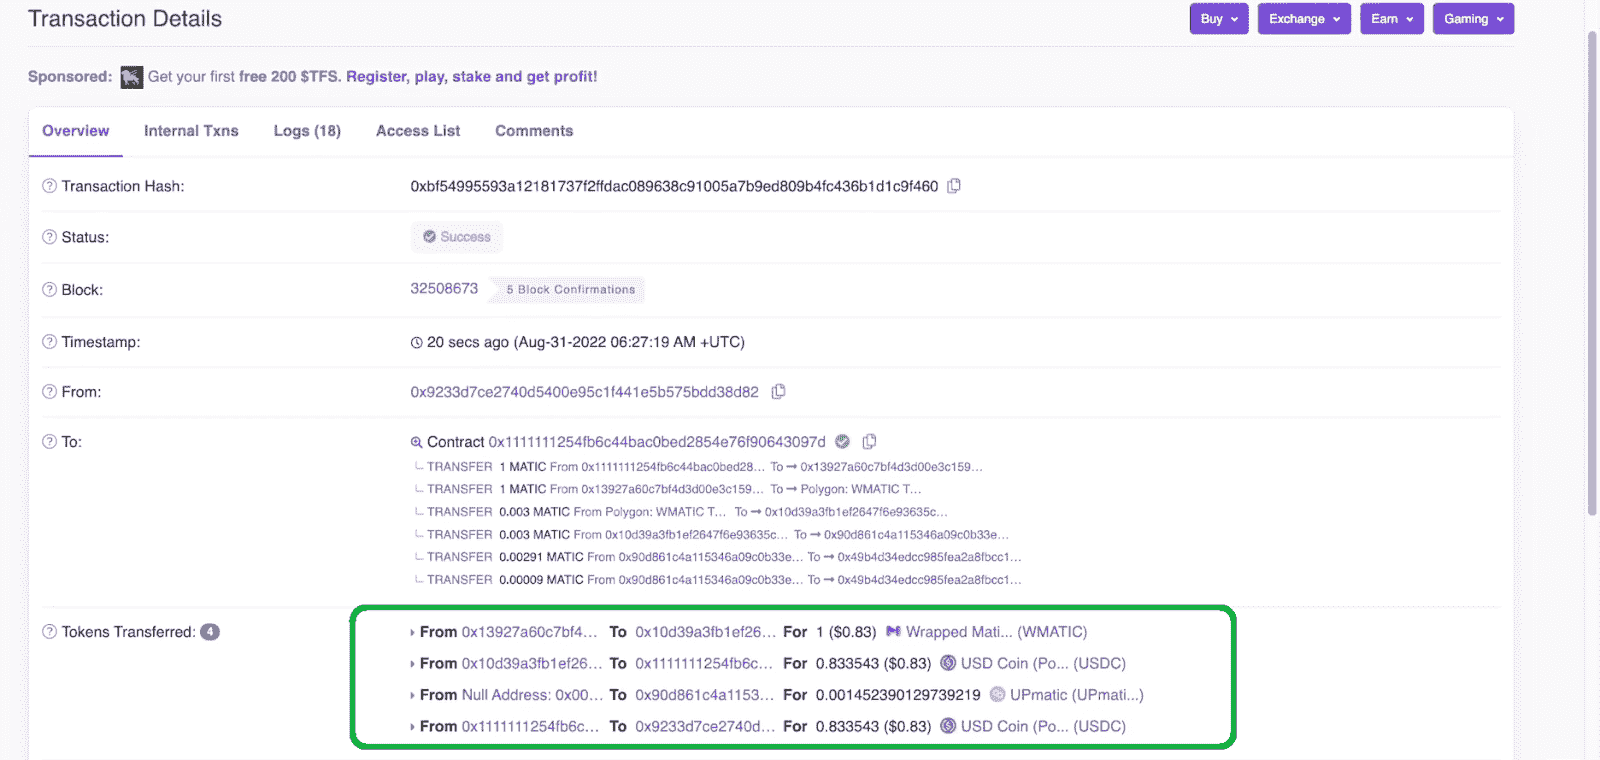 Transaction Details
Buy Exchange Earn Gaming
Sponsored: Get your first free 200 $TFS. Register, play, stake and get profit!
Overview Internal Txns Logs (18) Access List Comments
Transaction Hash: 0xbf54995593a12181737f2ffdac089638c91005a7b9ed809b4fc436b1d1c9f460
Status: Success
Block: 32508673 5 Block Confirmations
Timestamp: 20 secs ago (Aug-31-2022 06:27:19 AM +UTC)
From: 0x9233d7ce2740d5400e95c1f441e5b575bdd38d82
To: Contract 0x1111111254fb6c44bac0bed2854e76f90643097d
TRANSFER 1 MATIC From 0x1111111254fb6c44bac0bed28... To → 0x13927a60c7bf4d3d00e3c159...
TRANSFER 1 MATIC From 0x13927a60c7bf4d3d00e3c159... To → Polygon: WMATIC T...
TRANSFER 0.003 MATIC From Polygon: WMATIC T... To → 0x10d39a3fb1ef2647f6e93635c...
TRANSFER 0.003 MATIC From 0x10d39a3fb1ef2647f6e93635c... To → 0x90d861c4a115346a09c0b33e...
TRANSFER 0.00291 MATIC From 0x90d861c4a115346a09c0b33e... To → 0x49b4d34edcc985fea2a8fbcc1...
TRANSFER 0.00009 MATIC From 0x90d861c4a115346a09c0b33e... To → 0x49b4d34edcc985fea2a8fbcc1...
Tokens Transferred: 4 From 0x13927a60c7bf4... To 0x10d39a3fb1ef26... For 1 ($0.83) Wrapped Mati... (WMATIC)
From 0x10d39a3fb1ef26... To 0x1111111254fb6c... For 0.833543 ($0.83) USD Coin (Po... (USDC)
From Null Address: 0x00... To 0x90d861c4a1153... For 0.001452390129739219 UPmatic (UPmati...)
From 0x1111111254fb6c... To 0x9233d7ce2740d... For 0.833543 ($0.83) USD Coin (Po... (USDC)